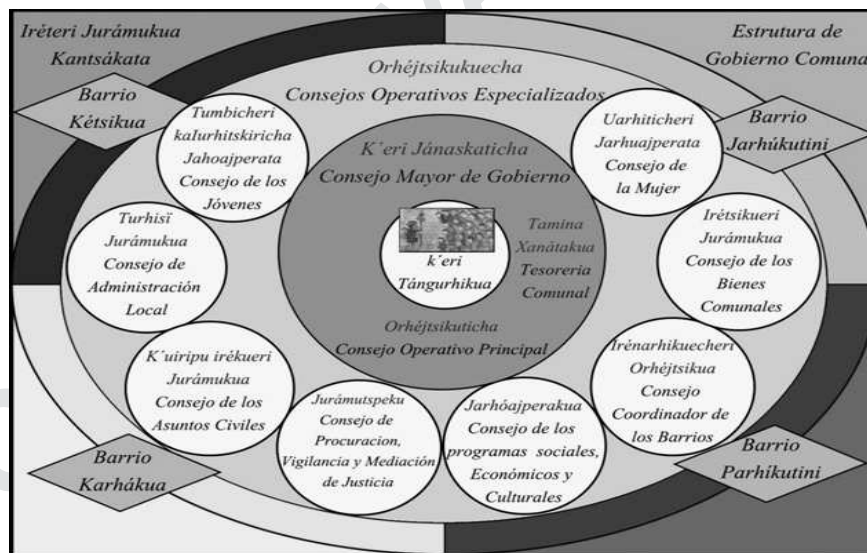 Iréteri Jurámukua
Kantsákata
Estrutura de
Gobierno Comunal
Barrio
Kétsikua
Barrio
Jarhúkutini
Orhéjtsikukuecha
Consejos Operativos Especializados
Tumbicheri
kaIurhitskiricha
Jahoajperata
Consejo de los
Jóvenes
Uarhiticheri
Jarhuajperata
Consejo de
la Mujer
K´eri Jánaskaticha
Consejo Mayor de Gobierno
Turhisï
Jurámukua
Consejo de
Administración
Local
k´eri
Tángurhikua
Tamina
Xanátakua
Tesoreria
Comunal
Irétsikueri
Jurámukua
Consejo de los
Bienes
Comunales
Orhéjtsikuticha
Consejo Operativo Principal
K´uiripu irékueri
Jurámukua
Consejo de los
Asuntos Civiles
Jurámutspeku
Consejo de
Procuracion,
Vigilancia y Mediación
de Justicia
Jarhóajperakua
Consejo de los
programas sociales,
Económicos y
Culturales
Irénarhikuecheri
Orhéjtsikua
Consejo
Coordinador de
los Barrios
Barrio
Karhákua
Barrio
Parhíkutini